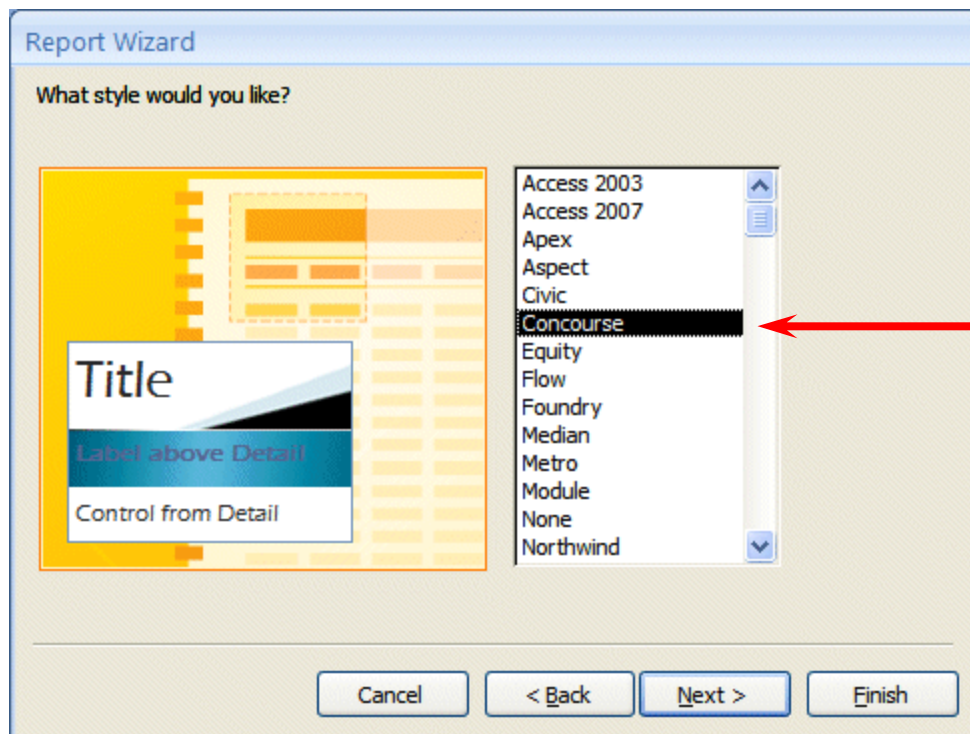 Report Wizard
What style would you like?
Title
Label above Detail
Control from Detail
Access 2003
Access 2007
Apex
Aspect
Civic
Concourse
Equity
Flow
Foundry
Median
Metro
Module
None
Northwind
Cancel
< Back
Next >
Finish